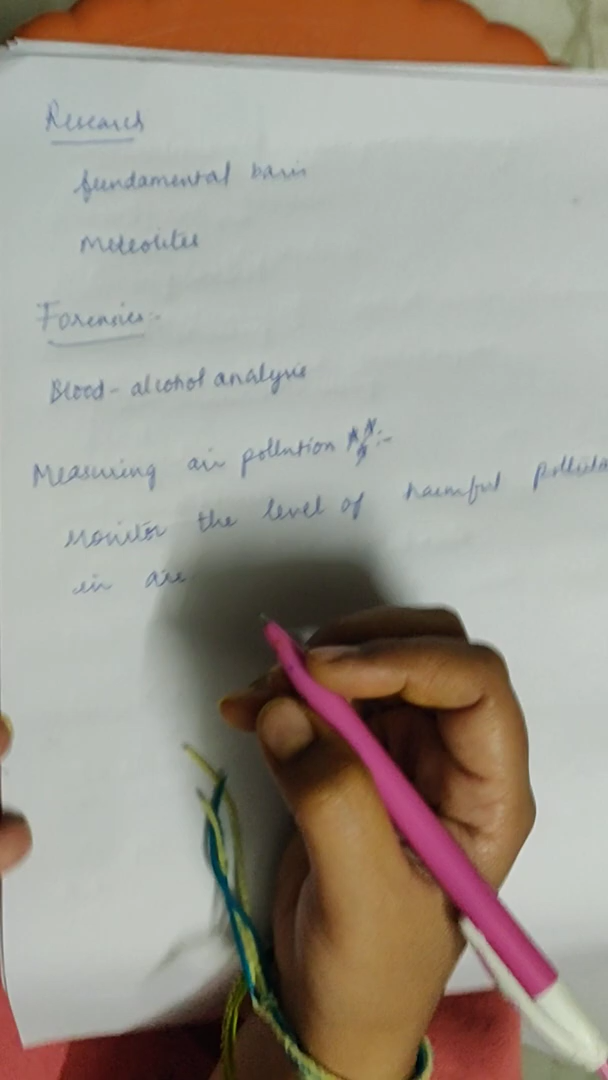 Research
fundamental basis
Meteorites
Forensics:-
Blood-alcohol analysis
Measuring air pollution :-
Monitor the level of harmful
in air